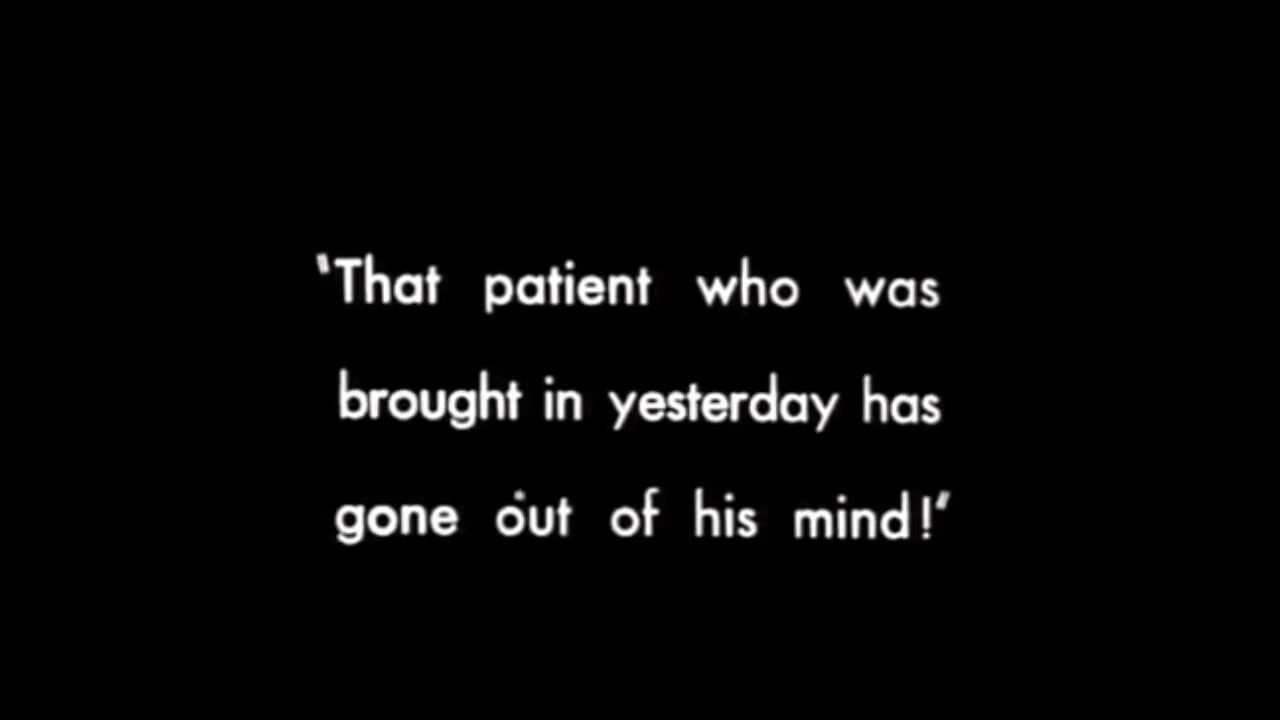 "That patient who was
brought in yesterday has
gone out of his mind!"